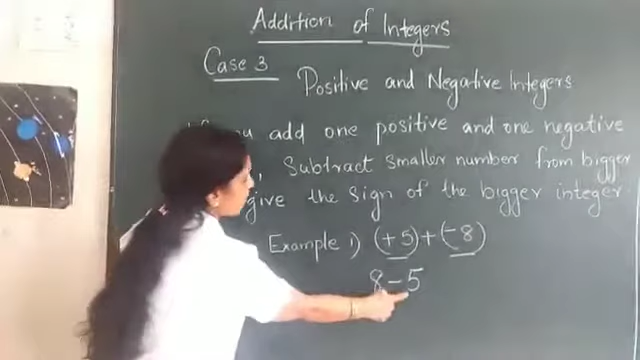 Addition of Integers
Case 3 Positive and Negative Integers
add one positive and one negative
, Subtract smaller number from bigger
give the sign of the bigger integer
Example 1) (+5)+(-8)
8-5